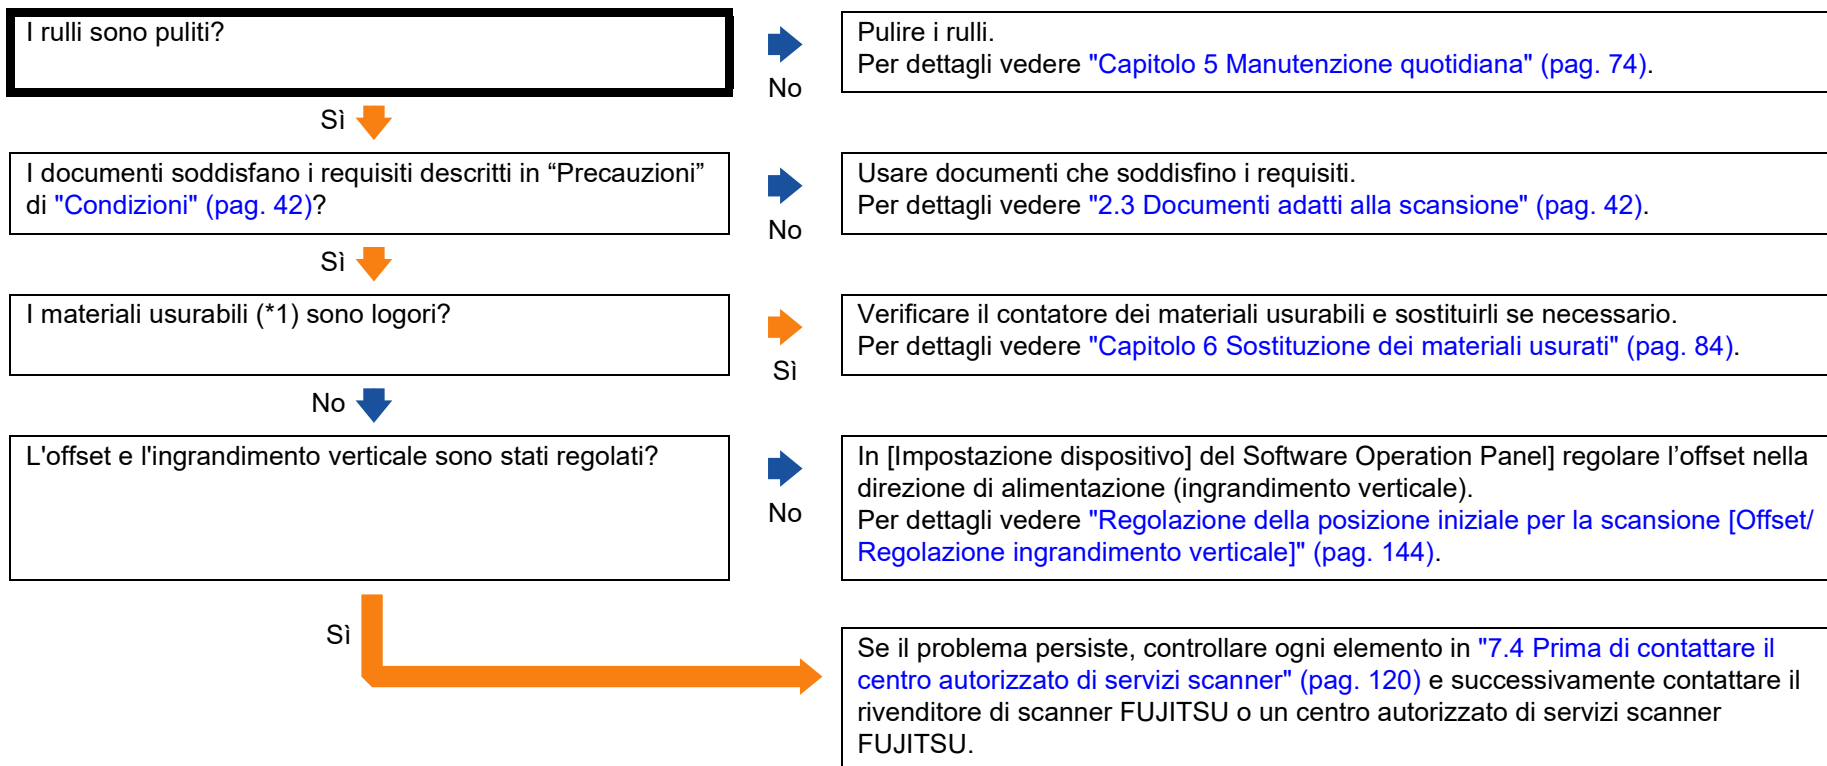 I rulli sono puliti?
No
Pulire i rulli.
Per dettagli vedere "Capitolo 5 Manutenzione quotidiana" (pag. 74).
Sì
I documenti soddisfano i requisiti descritti in “Precauzioni”
di "Condizioni" (pag. 42)?
No
Usare documenti che soddisfino i requisiti.
Per dettagli vedere "2.3 Documenti adatti alla scansione" (pag. 42).
Sì
I materiali usurabili (*1) sono logori?
Sì
Verificare il contatore dei materiali usurabili e sostituirli se necessario.
Per dettagli vedere "Capitolo 6 Sostituzione dei materiali usurati" (pag. 84).
No
L'offset e l'ingrandimento verticale sono stati regolati?
No
In [Impostazione dispositivo] del Software Operation Panel] regolare l’offset nella
direzione di alimentazione (ingrandimento verticale).
Per dettagli vedere "Regolazione della posizione iniziale per la scansione [Offset/
Regolazione ingrandimento verticale]" (pag. 144).
Sì
Se il problema persiste, controllare ogni elemento in "7.4 Prima di contattare il
centro autorizzato di servizi scanner" (pag. 120) e successivamente contattare il
rivenditore di scanner FUJITSU o un centro autorizzato di servizi scanner
FUJITSU.